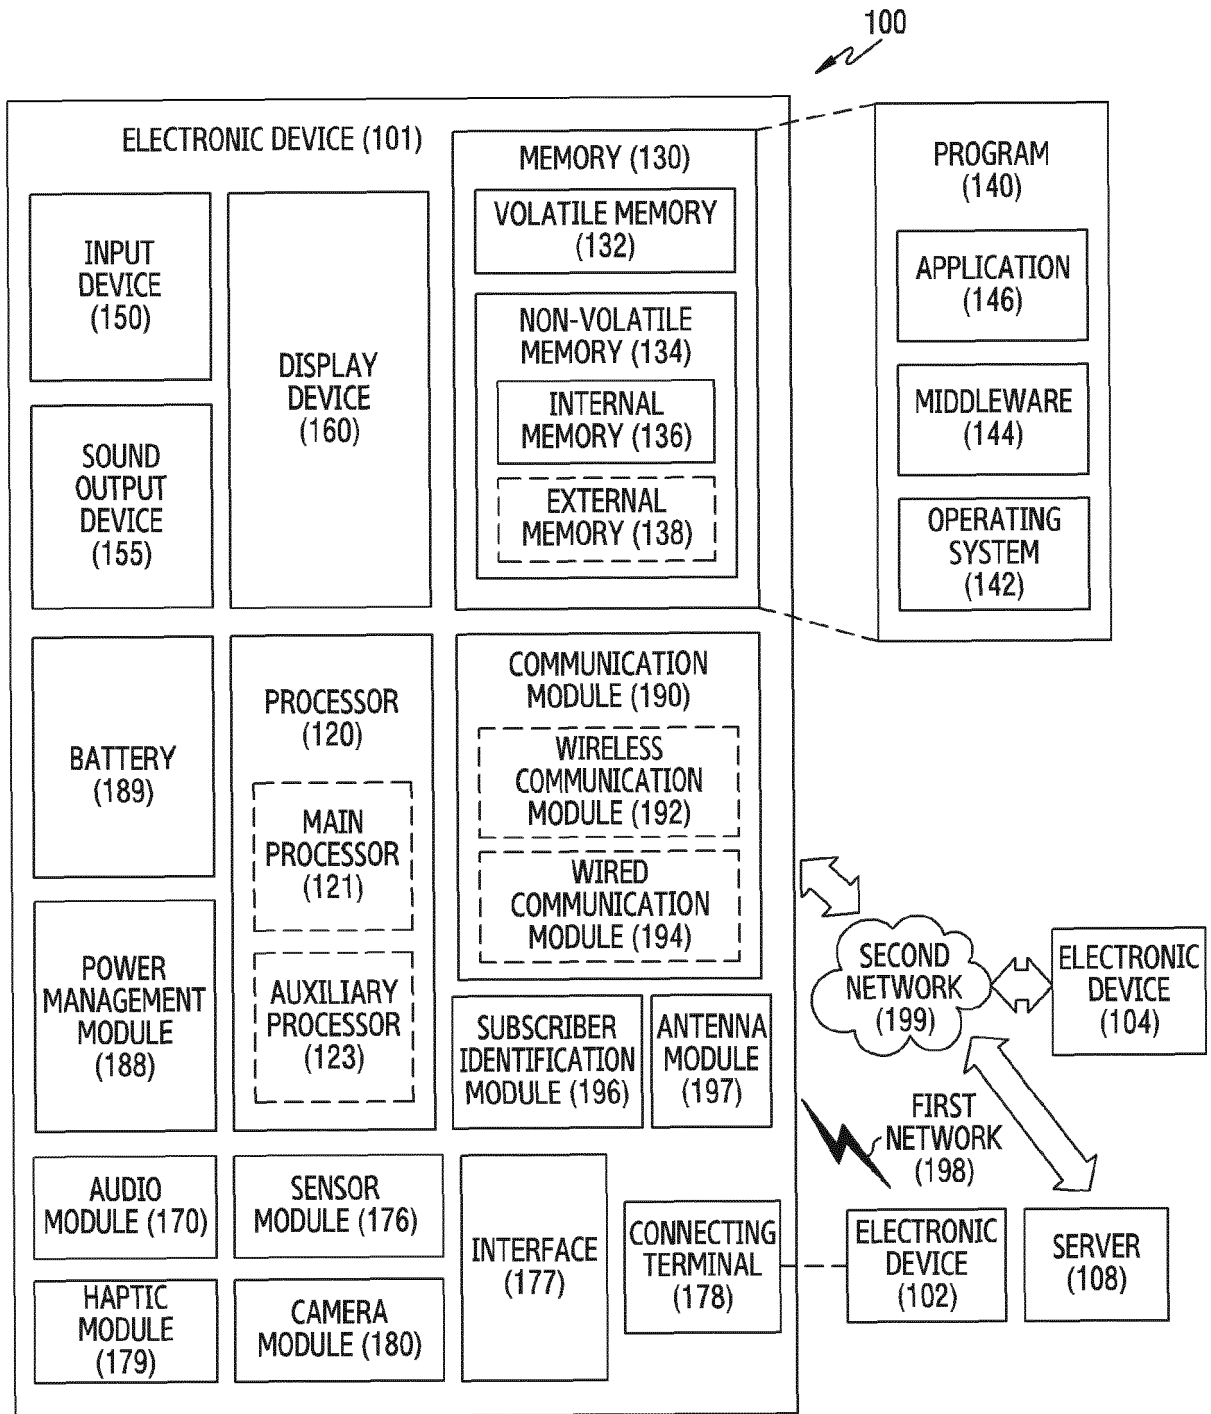 100
ELECTRONIC DEVICE (101)
INPUT
DEVICE
(150)
DISPLAY
DEVICE
(160)
SOUND
OUTPUT
DEVICE
(155)
MEMORY (130)
VOLATILE MEMORY
(132)
NON-VOLATILE
MEMORY (134)
INTERNAL
MEMORY (136)
EXTERNAL
MEMORY (138)
PROGRAM
(140)
APPLICATION
(146)
MIDDLEWARE
(144)
OPERATING
SYSTEM
(142)
BATTERY
(189)
POWER
MANAGEMENT
MODULE
(188)
PROCESSOR
(120)
MAIN
PROCESSOR
(121)
AUXILIARY
PROCESSOR
(123)
COMMUNICATION
MODULE (190)
WIRELESS
COMMUNICATION
MODULE (192)
WIRED
COMMUNICATION
MODULE (194)
SUBSCRIBER
IDENTIFICATION
MODULE (196)
ANTENNA
MODULE
(197)
SECOND
NETWORK
(199)
ELECTRONIC
DEVICE
(104)
FIRST
NETWORK
(198)
AUDIO
MODULE (170)
SENSOR
MODULE (176)
HAPTIC
MODULE
(179)
CAMERA
MODULE (180)
INTERFACE
(177)
CONNECTING
TERMINAL
(178)
ELECTRONIC
DEVICE
(102)
SERVER
(108)